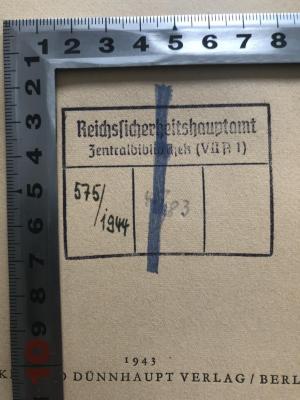 1 2 3 4 5 6 7 8 9
2
3
4
5
6
7
8
9
10
Reichssicherheitshauptamt
Zentralbibliothek (VII B 1)
575/1944
1943
DÜNNHAUPT VERLAG / BERL